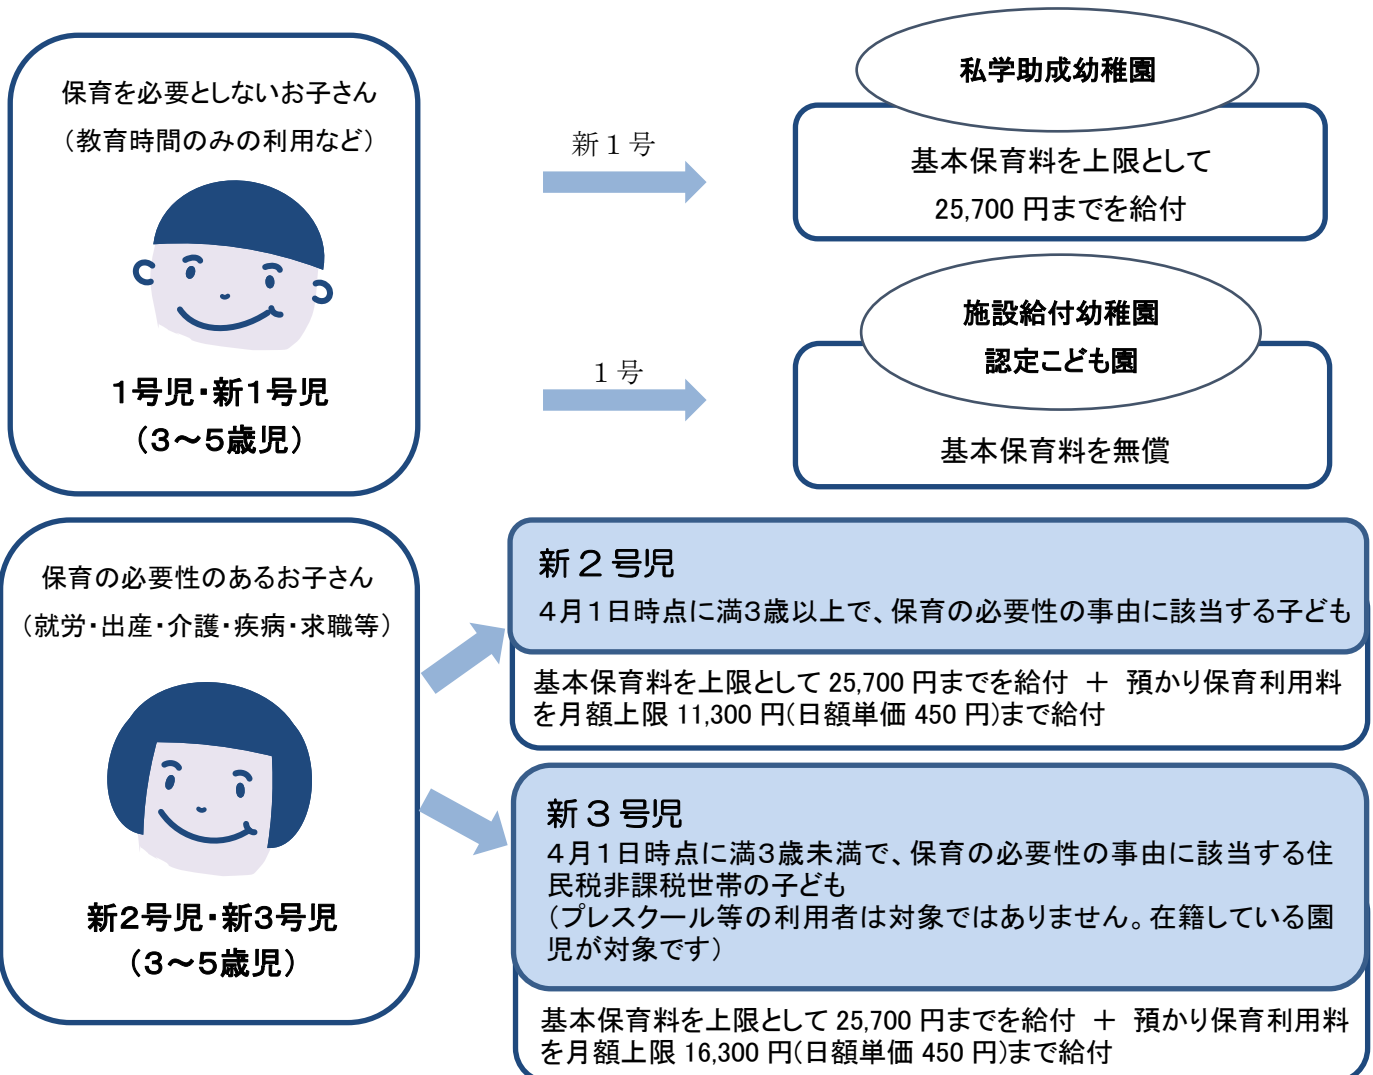 保育を必要としないお子さん
（教育時間のみの利用など）
1号児・新1号児
（3～5歳児）
新１号
私学助成幼稚園
基本保育料を上限として
25,700 円までを給付
１号
施設給付幼稚園
認定こども園
基本保育料を無償
保育の必要性のあるお子さん
（就労・出産・介護・疾病・求職等）
新2号児・新3号児
（3～5歳児）
新２号児
４月１日時点に満３歳以上で、保育の必要性の事由に該当する子ども
基本保育料を上限として 25,700 円までを給付 ＋ 預かり保育利用料
を月額上限 11,300 円(日額単価 450 円)まで給付
新３号児
４月１日時点に満３歳未満で、保育の必要性の事由に該当する住
民税非課税世帯の子ども
（プレスクール等の利用者は対象ではありません。在籍している園
児が対象です）
基本保育料を上限として 25,700 円までを給付 ＋ 預かり保育利用料
を月額上限 16,300 円(日額単価 450 円)まで給付